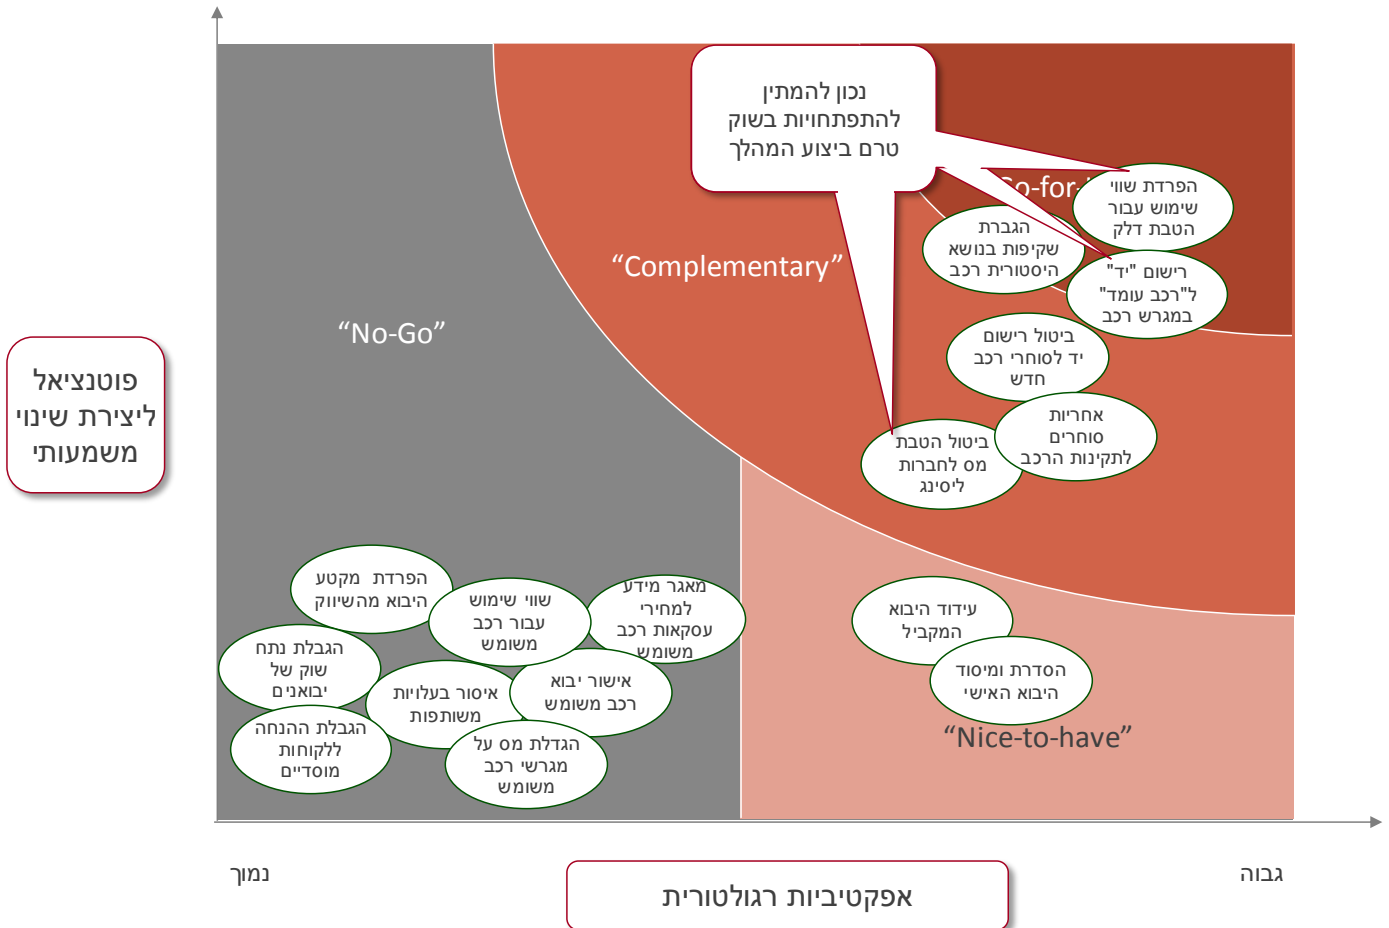 נכון להמתין
להתפתחויות בשוק
טרם ביצוע המהלך
הפרדת שווי
שימוש עבור
הטבת דלק
הגברת
שקיפות בנושא
היסטורית רכב
רישום "יד"
ל"רכב עומד"
במגרש רכב
“Complementary”
“No-Go”
ביטול רישום
יד לסוחרי רכב
חדש
פוטנציאל
ליצירת שינוי
משמעותי
אחריות
סוחרים
לתקינות הרכב
ביטול הטבת
מס לחברות
ליסינג
הפרדת מקטע
היבוא מהשיווק
שווי שימוש
עבור רכב
משומש
מאגר מידע
למחירי
עסקאות רכב
משומש
עידוד היבוא
המקביל
הגבלת נתח
שוק של
יבואנים
איסור בעלויות
משותפות
אישור יבוא
רכב משומש
הסדרת ומיסוד
היבוא האישי
הגבלת ההנחה
ללקוחות
מוסדיים
הגדלת מס על
מגרשי רכב
משומש
“Nice-to-have”
נמוך
גבוה
אפקטיביות רגולטורית